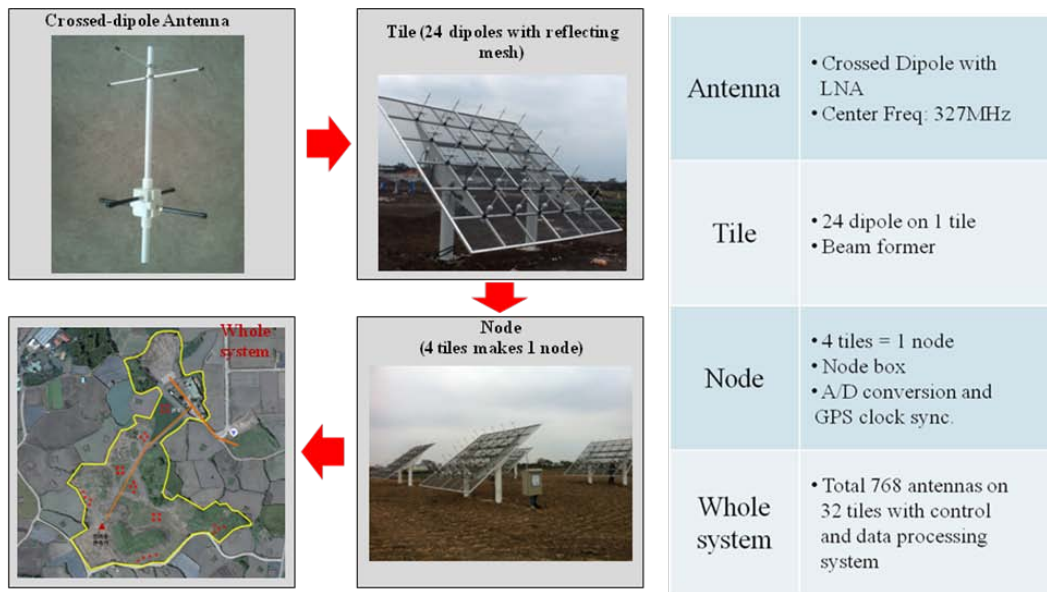 Crossed-dipole Antenna
Tile (24 dipoles with reflecting
mesh)
Whole
system
Node
(4 tiles makes 1 node)
Antenna
• Crossed Dipole with
LNA
• Center Freq: 327MHz
Tile
• 24 dipole on 1 tile
• Beam former
Node
• 4 tiles = 1 node
• Node box
• A/D conversion and
GPS clock sync.
Whole
system
• Total 768 antennas on
32 tiles with control
and data processing
system